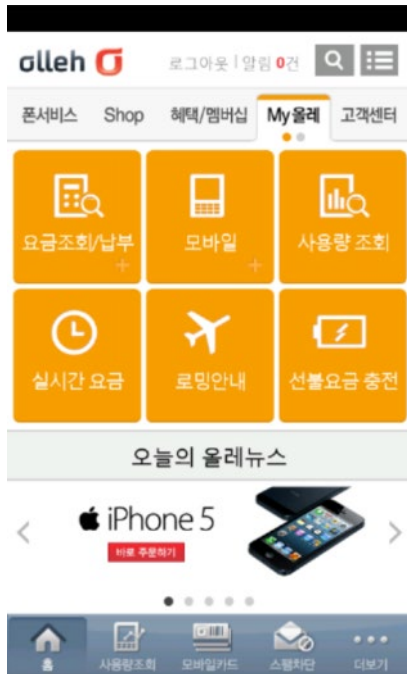 olleh
로그아웃 | 알림 0건
폰서비스 Shop 혜택/멤버십 My올레 고객센터
요금조회/납부 모바일 사용량 조회
실시간 요금 로밍안내 선불요금 충전
오늘의 올레뉴스
iPhone 5
바로 주문하기
홈 사용량조회 모바일카드 스팸차단 더보기